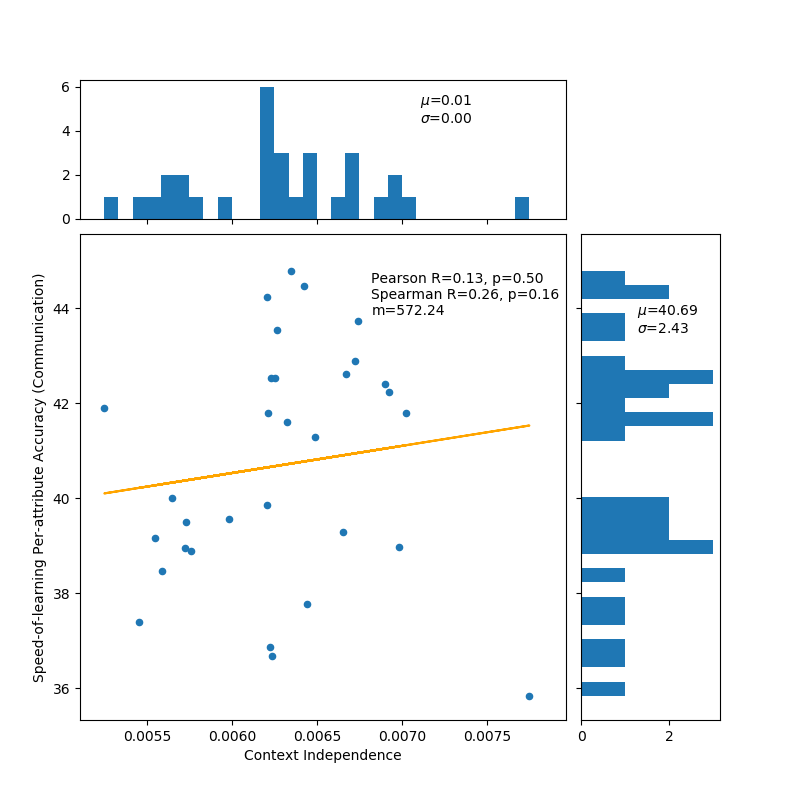 6
4
2
0
μ=0.01
σ=0.00
Speed-of-learning Per-attribute Accuracy (Communication)
44
42
40
38
36
Pearson R=0.13, p=0.50
Spearman R=0.26, p=0.16
m=572.24
μ=40.69
σ=2.43
0.0055 0.0060 0.0065 0.0070 0.0075
Context Independence
0 2